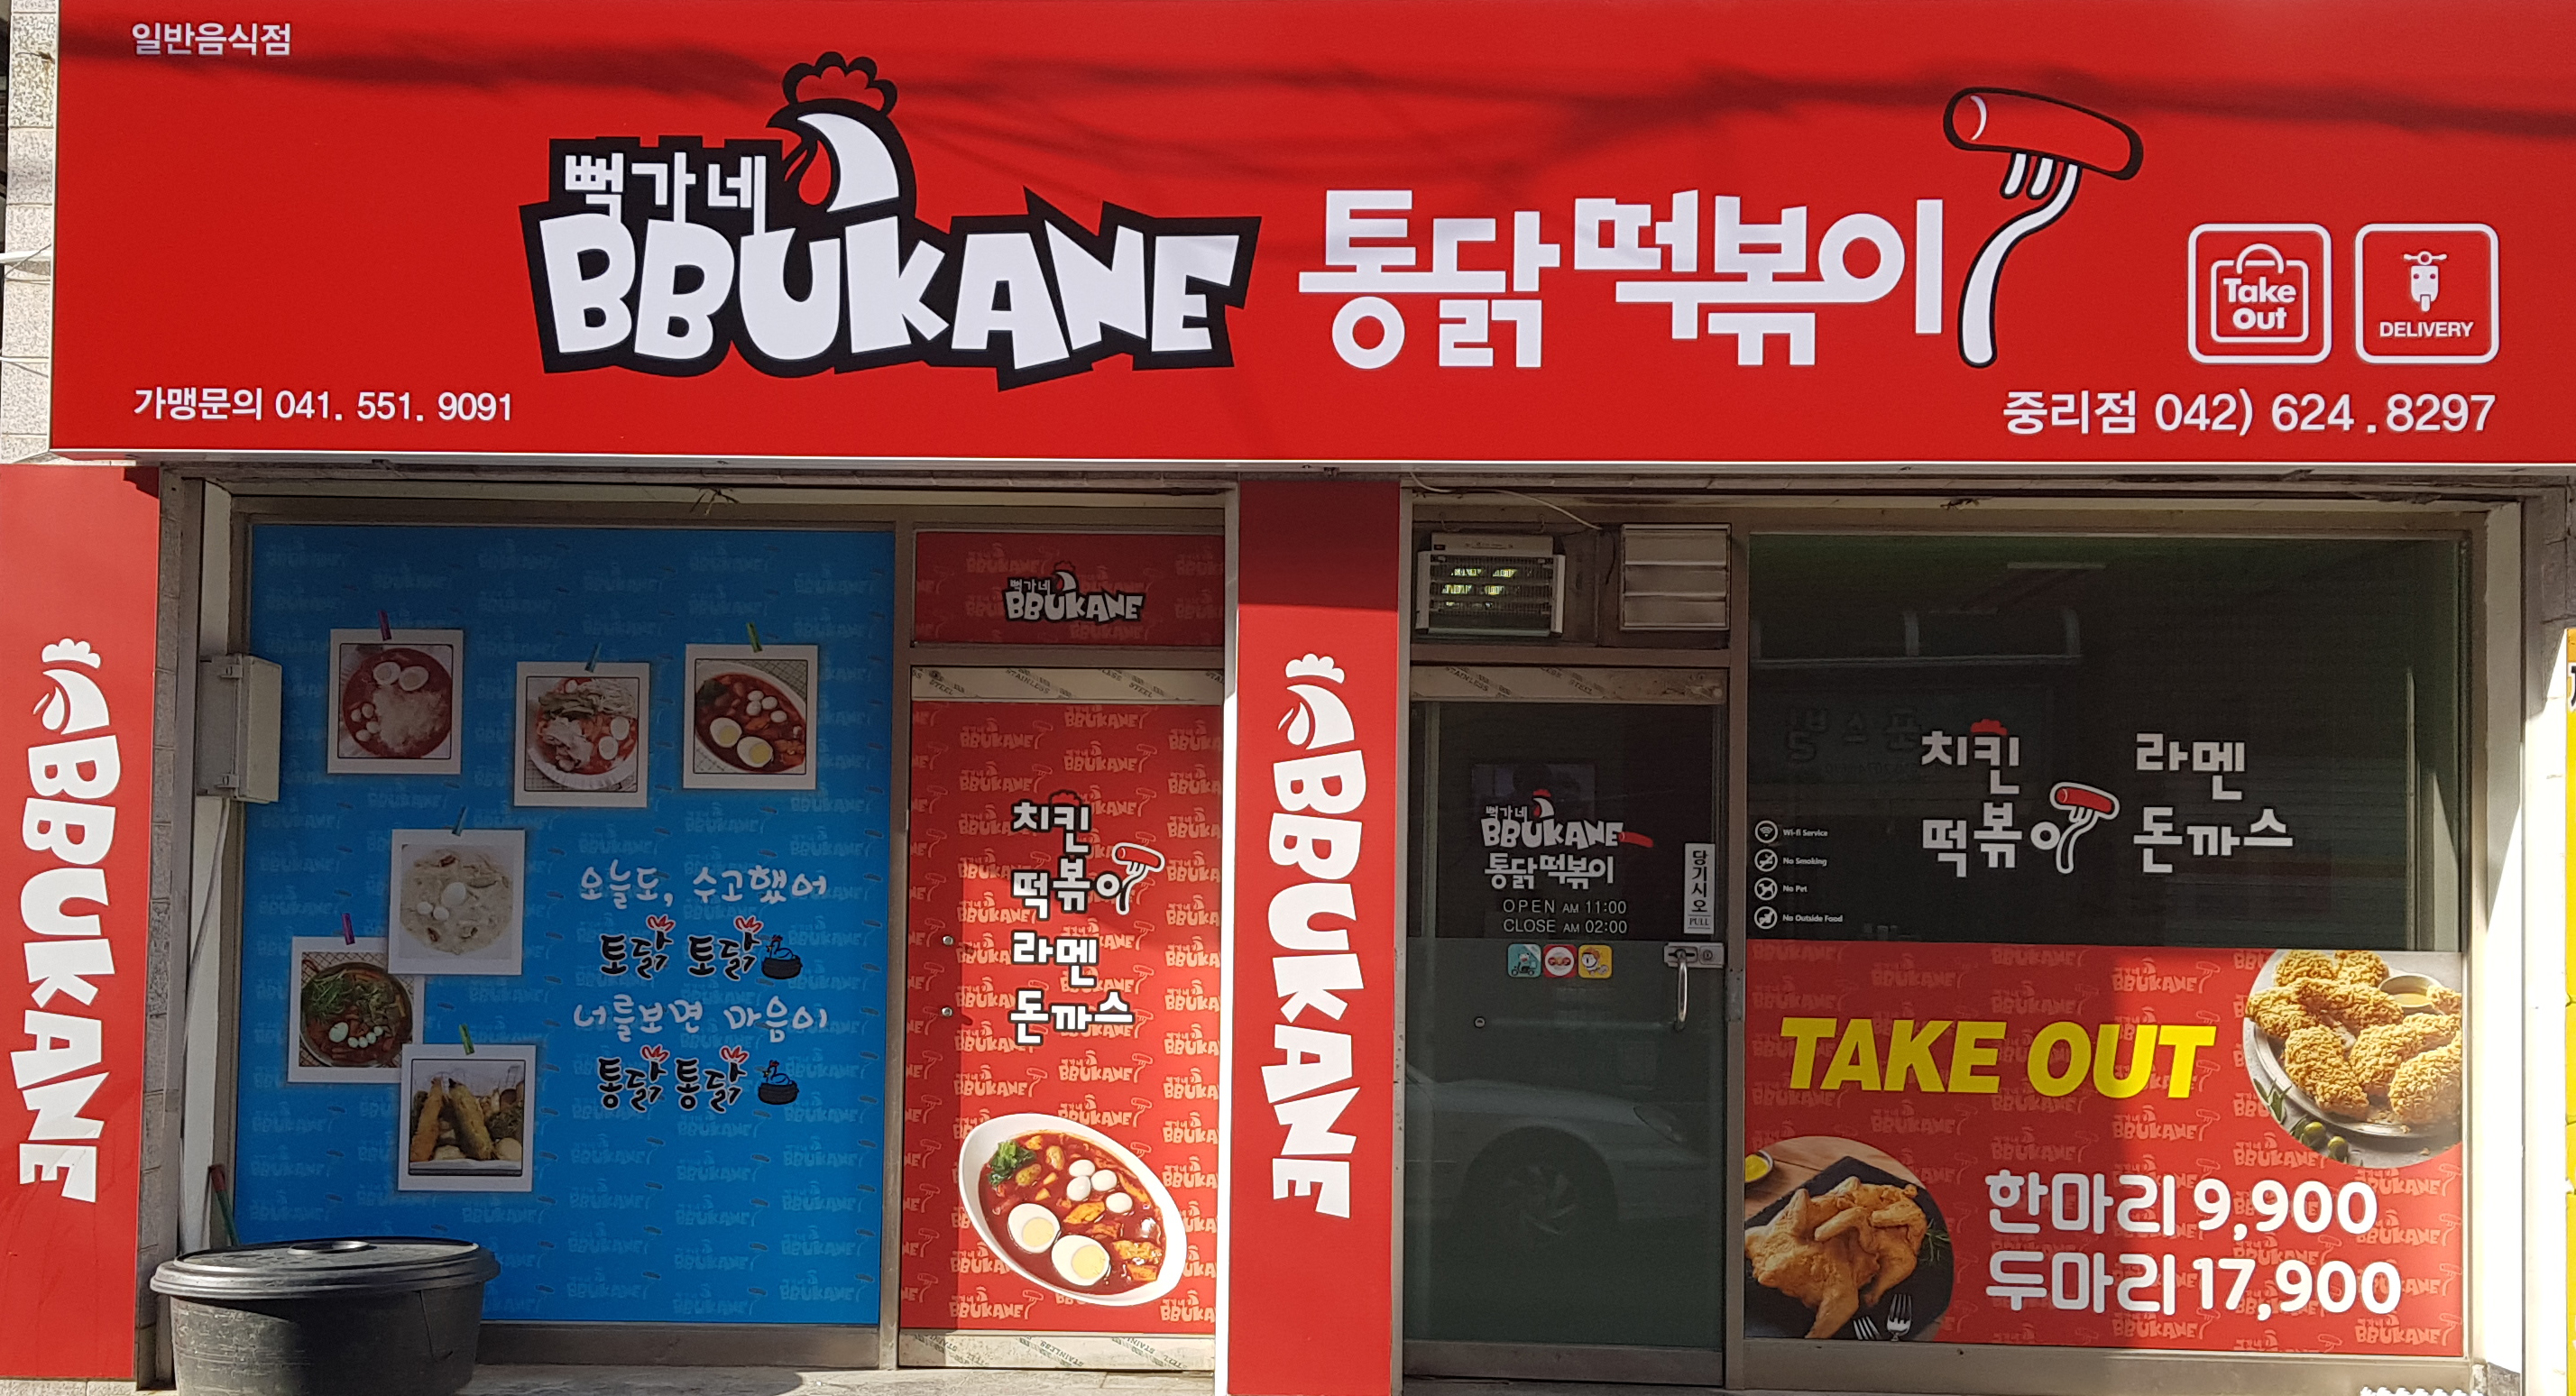 일반음식점
뻑가네
BBUKANE
통닭 떡볶이
Take
out
DELIVERY
가맹문의 041. 551. 9091
중리점 042) 624.8297
BBUKANE
오늘도, 수고했어
토닭 토닭
너를보면 마음이
통닭 통닭
뻑가네
BBUKANE
STAINLESS STEEL
치킨
떡볶이
라멘
돈까스
BBUKANE
STAINLESS STEEL
뻑가네
BBUKANE
통닭떡볶이
OPEN AM 11:00
CLOSE AM 02:00
당기시오
PULL
Wi-fi Service
No Smoking
No Pet
No Outside Food
치킨 라멘
떡볶이 돈까스
TAKE OUT
한마리 9,900
두마리 17,900